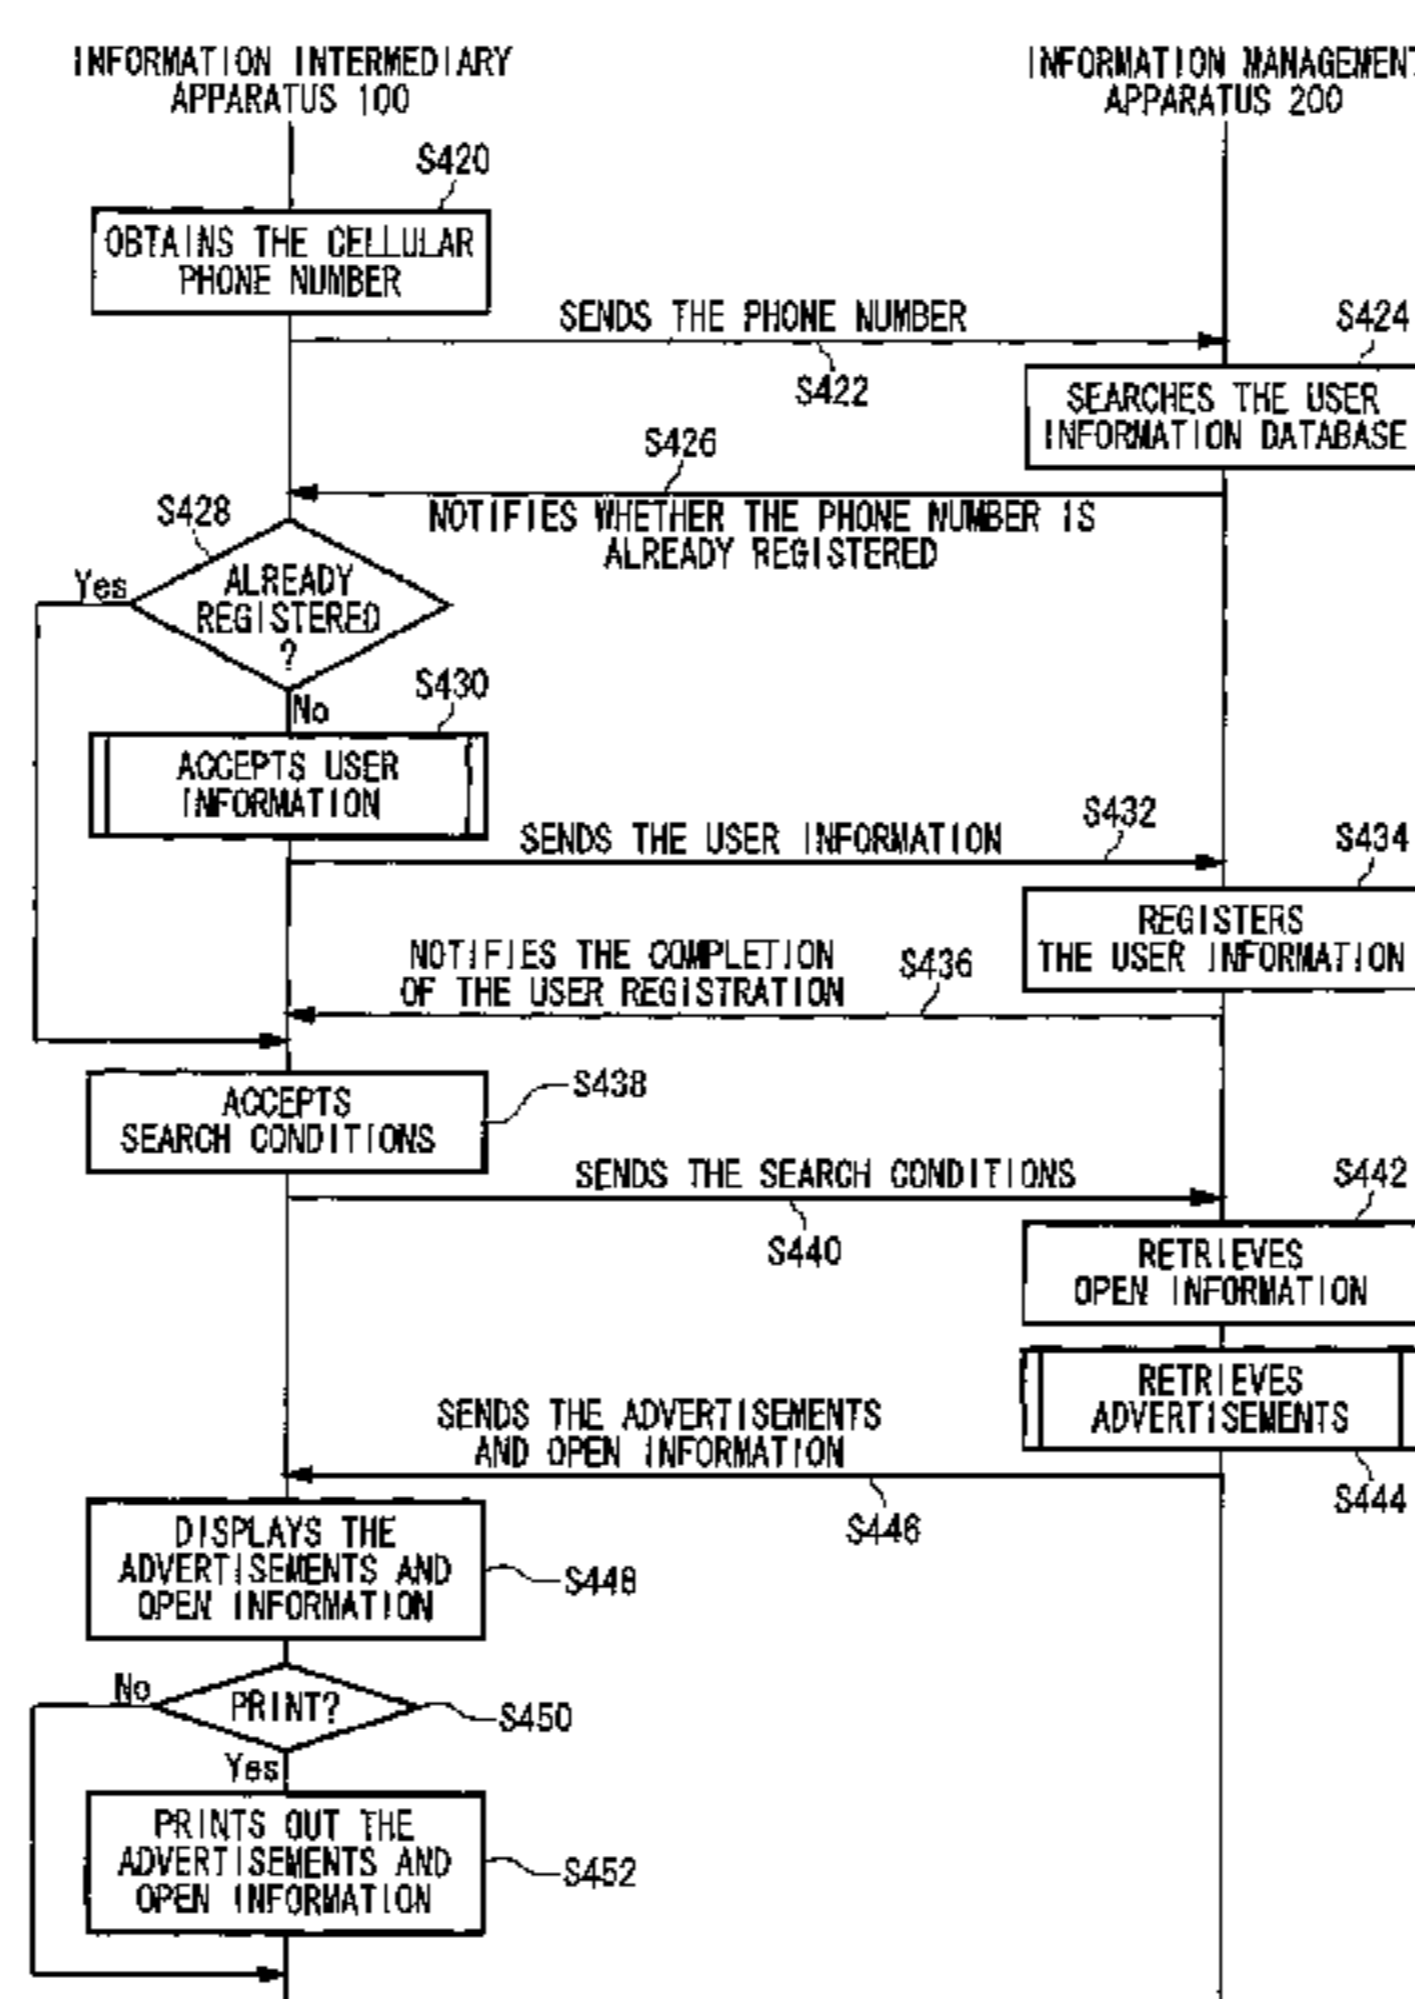 INFORMATION INTERMEDIARY
APPARATUS 100
INFORMATION MANAGEMENT
APPARATUS 200
S420
OBTAINS THE CELLULAR
PHONE NUMBER
SENDS THE PHONE NUMBER
S422
S424
SEARCHES THE USER
INFORMATION DATABASE
S426
NOTIFIES WHETHER THE PHONE NUMBER IS
ALREADY REGISTERED
S428
Yes
ALREADY
REGISTERED
?
No
S430
ACCEPTS USER
INFORMATION
SENDS THE USER INFORMATION
S432
S434
REGISTERS
THE USER INFORMATION
NOTIFIES THE COMPLETION
OF THE USER REGISTRATION
S436
ACCEPTS
SEARCH CONDITIONS
S438
SENDS THE SEARCH CONDITIONS
S440
S442
RETRIEVES
OPEN INFORMATION
RETRIEVES
ADVERTISEMENTS
S444
SENDS THE ADVERTISEMENTS
AND OPEN INFORMATION
S446
DISPLAYS THE
ADVERTISEMENTS AND
OPEN INFORMATION
S448
No
PRINT?
S450
Yes
PRINTS OUT THE
ADVERTISEMENTS AND
OPEN INFORMATION
S452